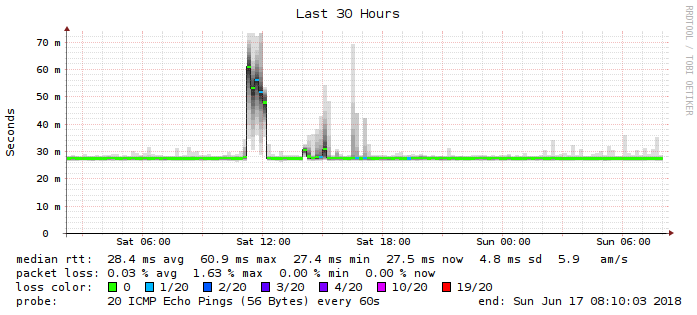 Last 30 Hours
RRDTOOL / TOBI OETIKER
Seconds
70 m
60 m
50 m
40 m
30 m
20 m
10 m
0
Sat 06:00 Sat 12:00 Sat 18:00 Sun 00:00 Sun 06:00
median rtt: 28.4 ms avg 60.9 ms max 27.4 ms min 27.5 ms now 4.8 ms sd 5.9 am/s
packet loss: 0.03 % avg 1.63 % max 0.00 % min 0.00 % now
loss color: 0 1/20 2/20 3/20 4/20 10/20 19/20
probe: 20 ICMP Echo Pings (56 Bytes) every 60s end: Sun Jun 17 08:10:03 2018